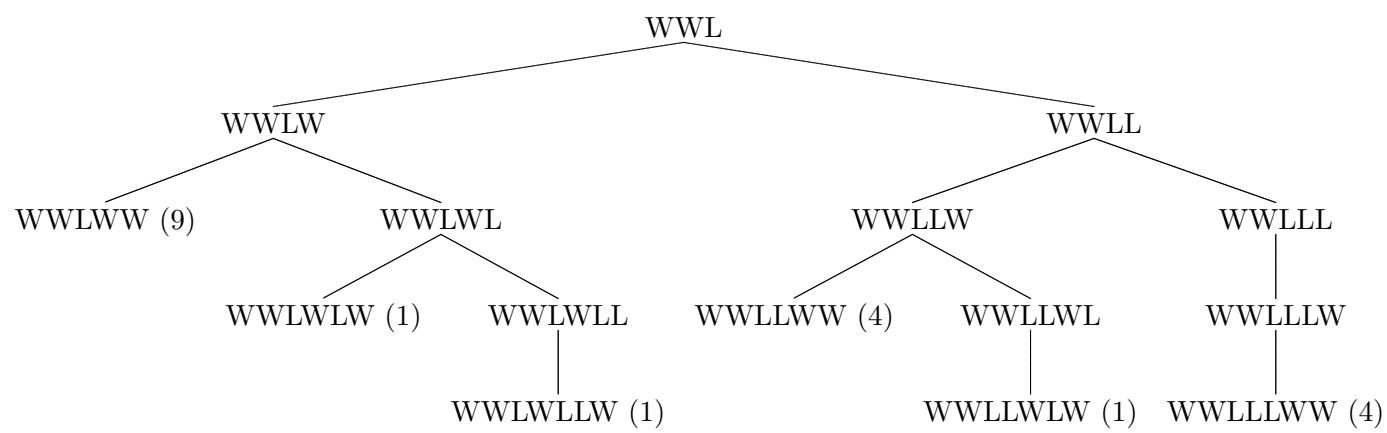 WWL
WWLW WWLL
WWLWW (9) WWLWL WWLLW WWLLL
WWLWLW (1) WWLWLL WWLLWW (4) WWLLWL WWLLLW
WWLWLLW (1) WWLLWLW (1) WWLLLWW (4)